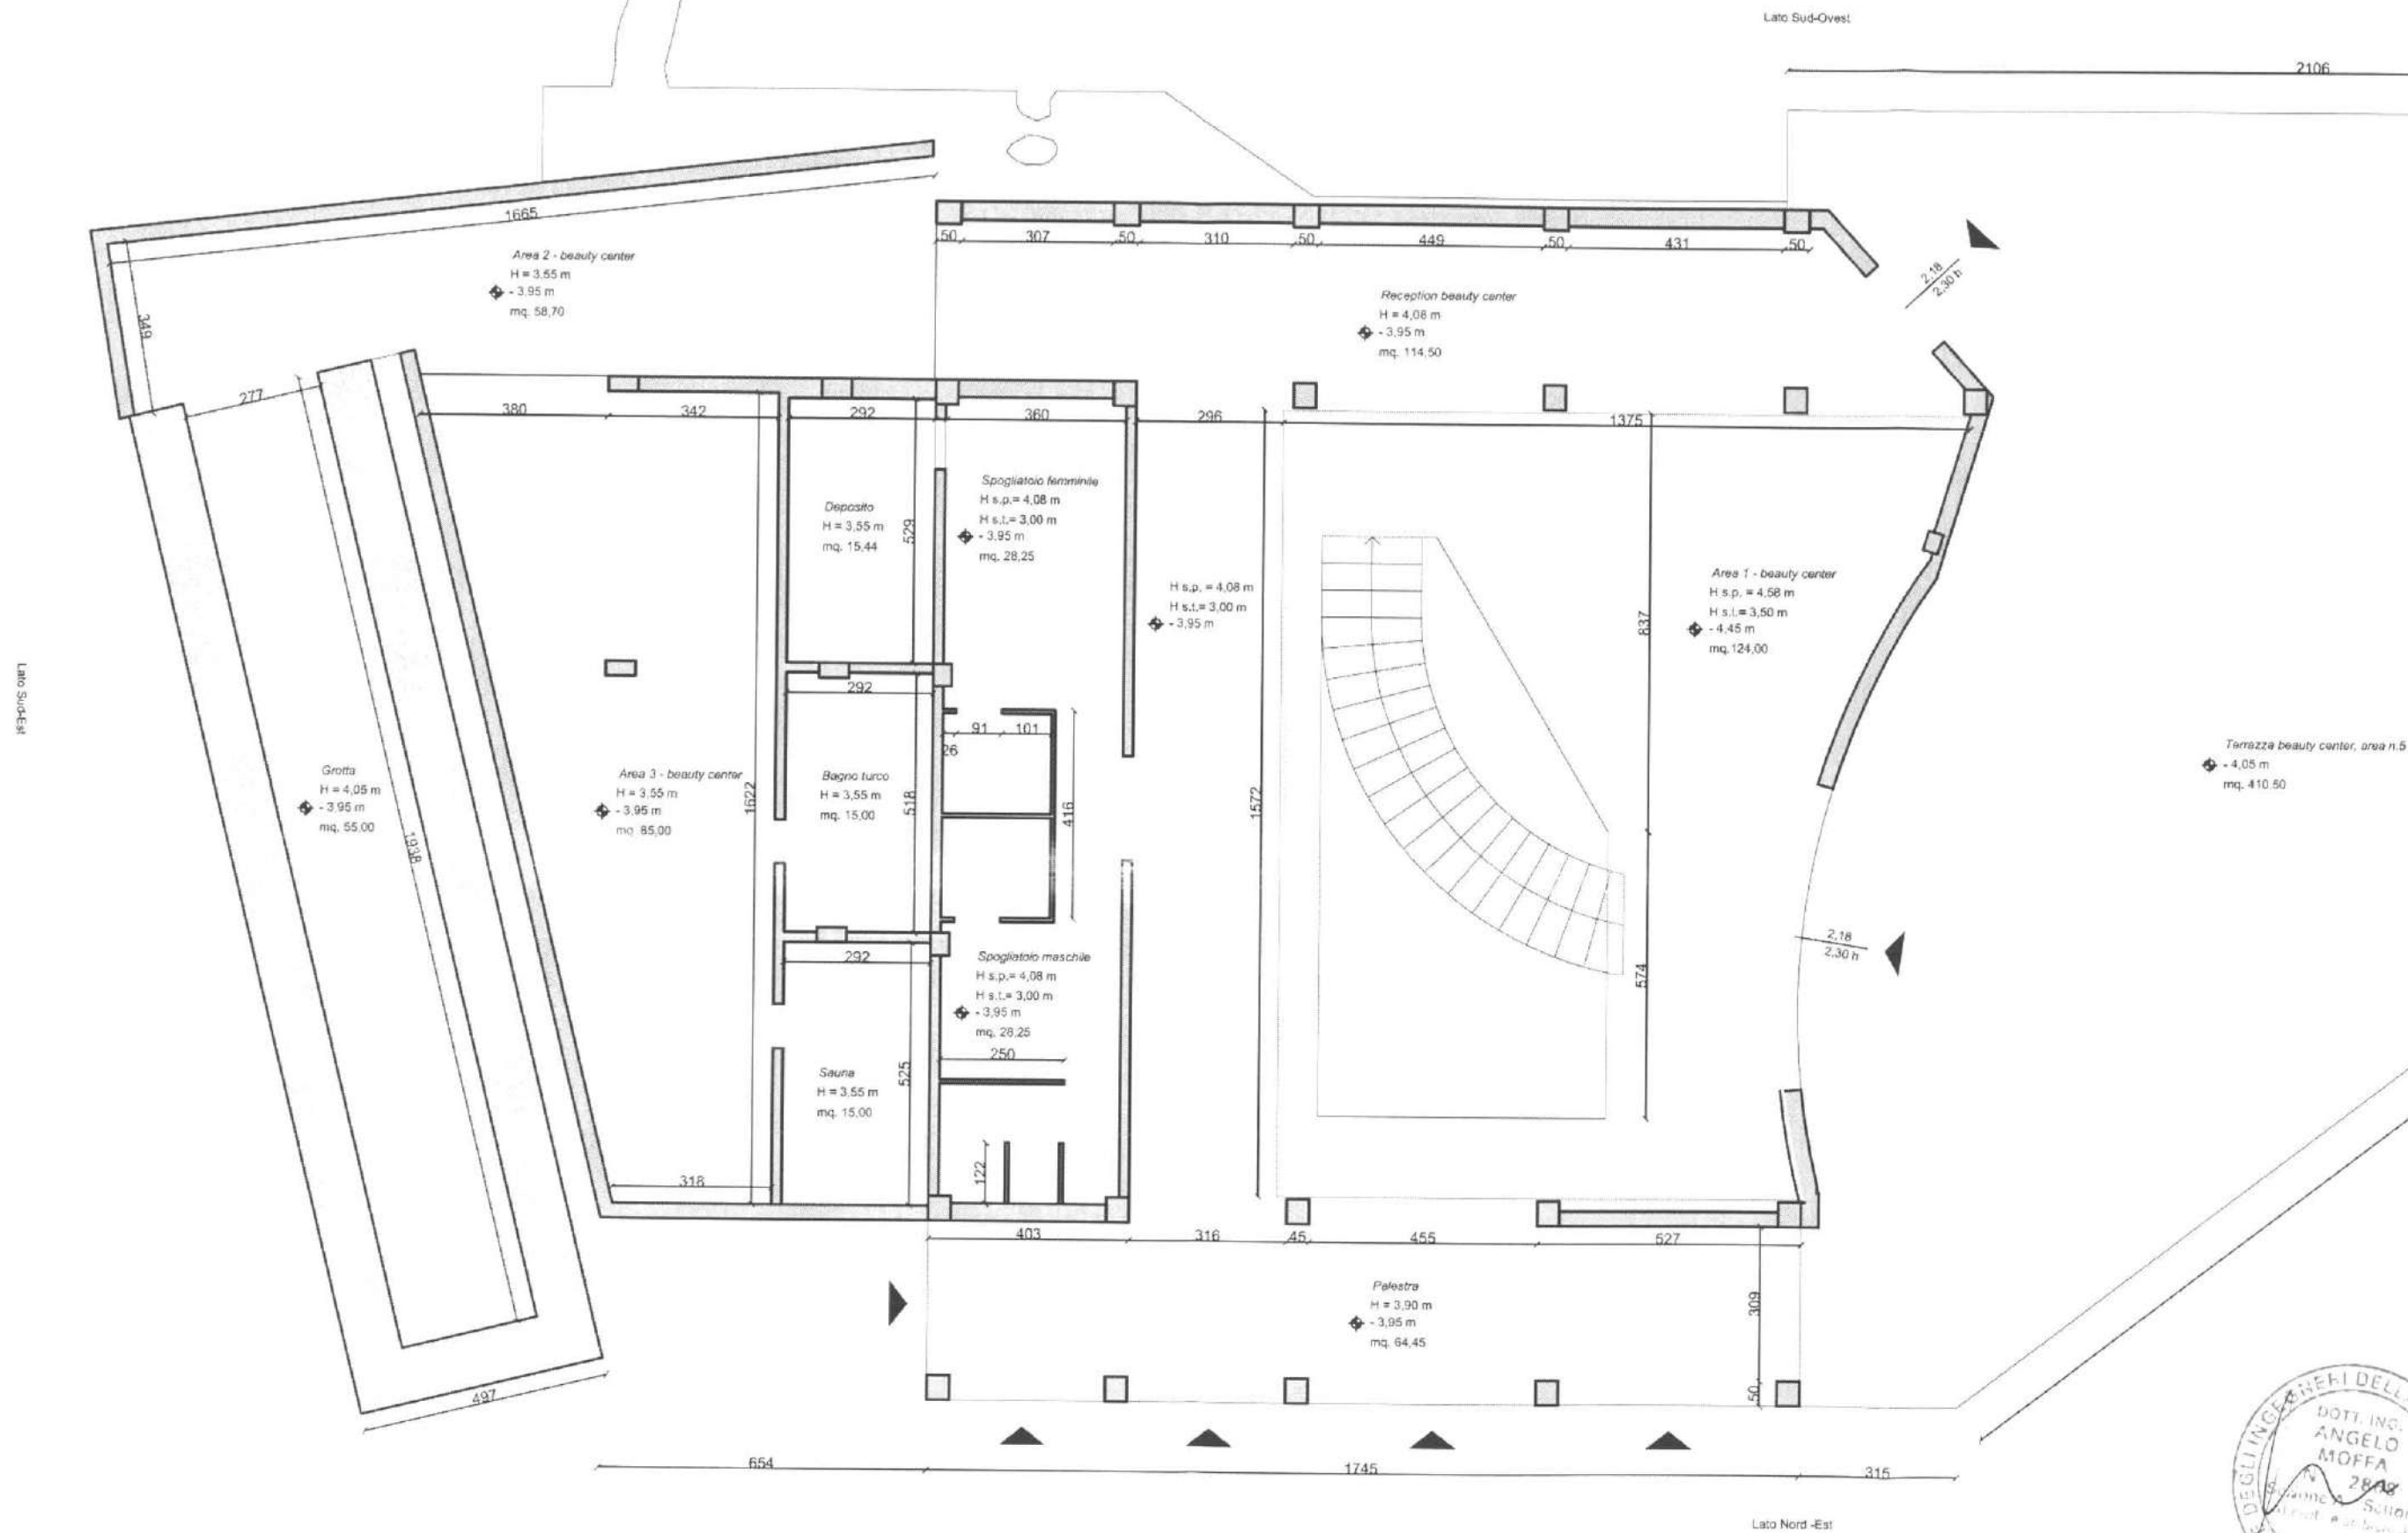 Lato Sud-Ovest
2106
1665
Area 2 - beauty center
H = 3.55 m
- 3.95 m
mq. 58,70
349
277
50
307
50
310
50
449
50
431
50
2.18
2,30 h
Reception beauty center
H = 4,08 m
- 3,95 m
mq. 114,50
380
342
292
360
296
1375
Spogliatoio femminile
H s.p.= 4,08 m
H s.t.= 3,00 m
- 3.95 m
mq. 28,25
Deposito
H = 3,55 m
mq. 15,44
529
H s.p. = 4,08 m
H s.t.= 3,00 m
- 3,95 m
Area 1 - beauty center
H s.p. = 4,58 m
H s.t.= 3,50 m
- 4,45 m
mq.124,00
837
Lato Sud-Est
292
91
101
26
Terrazza beauty center, area n.5
- 4,05 m
mq. 410.50
Grotta
H = 4,05 m
- 3.95 m
mq. 55,00
1938
Area 3 - beauty center
H = 3.55 m
- 3,95 m
mq. 85,00
1622
Bagno turco
H = 3,55 m
mq. 15,00
518
416
1572
2,18
2,30 h
574
292
Spogliatoio maschile
H s.p.= 4,08 m
H s.t.= 3,00 m
- 3,95 m
mq. 28,25
250
Sauna
H = 3,55 m
mq. 15,00
525
122
318
403
316
45
455
527
Palestra
H = 3,90 m
- 3,95 m
mq. 64,45
309
50
497
654
1745
315
DEGLI INGEGNERI DELL
DOTT. ING.
ANGELO
MOFFA
N
Lato Nord -Est